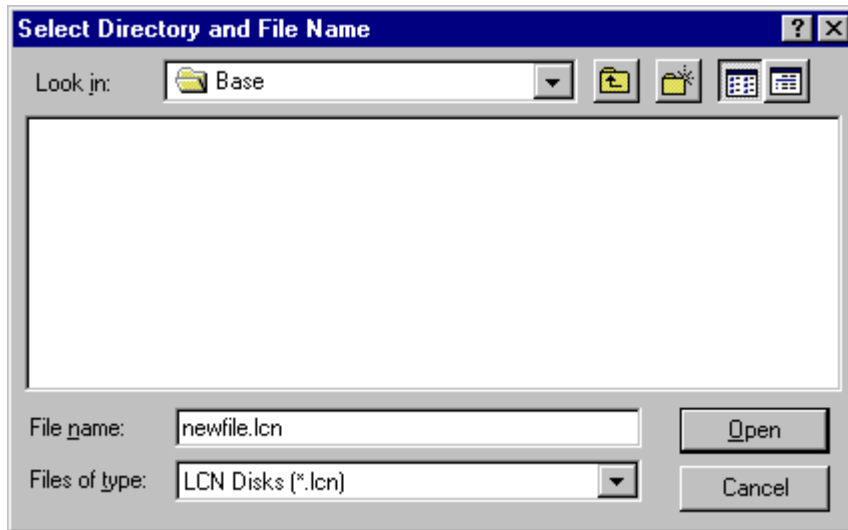 Select Directory and File Name
Look in: Base
File name: newfile.lcn Open
Files of type: LCN Disks (*.lcn) Cancel